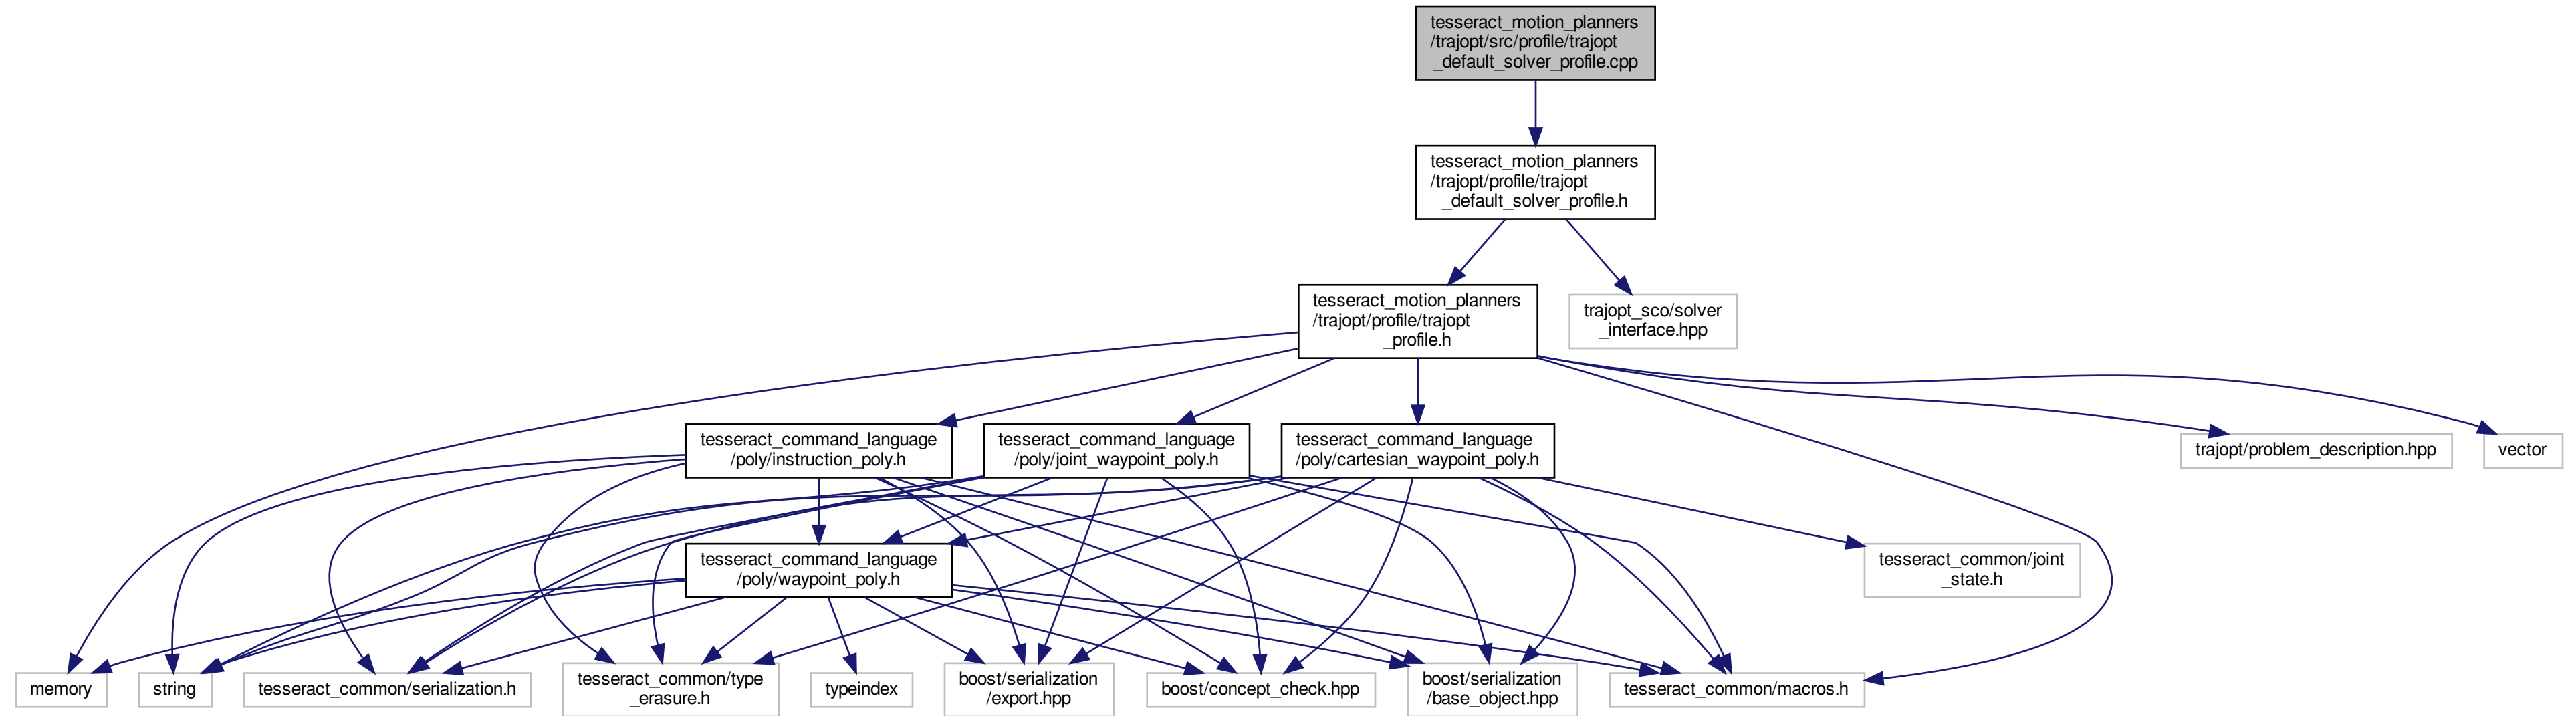 tesseract_motion_planners
/trajopt/src/profile/trajopt
_default_solver_profile.cpp
tesseract_motion_planners
/trajopt/profile/trajopt
_default_solver_profile.h
tesseract_motion_planners
/trajopt/profile/trajopt
_profile.h
trajopt_sco/solver
_interface.hpp
tesseract_command_language
/poly/instruction_poly.h
tesseract_command_language
/poly/joint_waypoint_poly.h
tesseract_command_language
/poly/cartesian_waypoint_poly.h
trajopt/problem_description.hpp
vector
tesseract_command_language
/poly/waypoint_poly.h
tesseract_common/joint
_state.h
memory
string
tesseract_common/serialization.h
tesseract_common/type
_erasure.h
typeindex
boost/serialization
/export.hpp
boost/concept_check.hpp
boost/serialization
/base_object.hpp
tesseract_common/macros.h